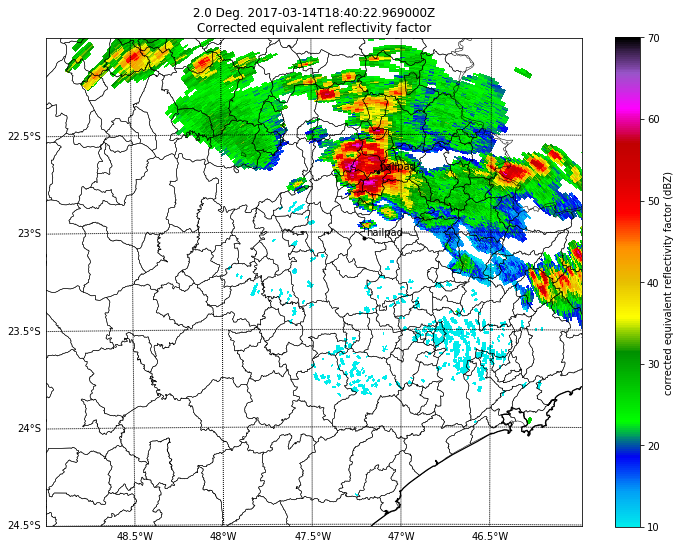 2.0 Deg. 2017-03-14T18:40:22.969000Z
Corrected equivalent reflectivity factor
22.5°S
23°S
23.5°S
24°S
24.5°S
48.5°W
48°W
47.5°W
47°W
46.5°W
hailpad
hailpad
70
60
50
40
30
20
10
corrected equivalent reflectivity factor (dBZ)